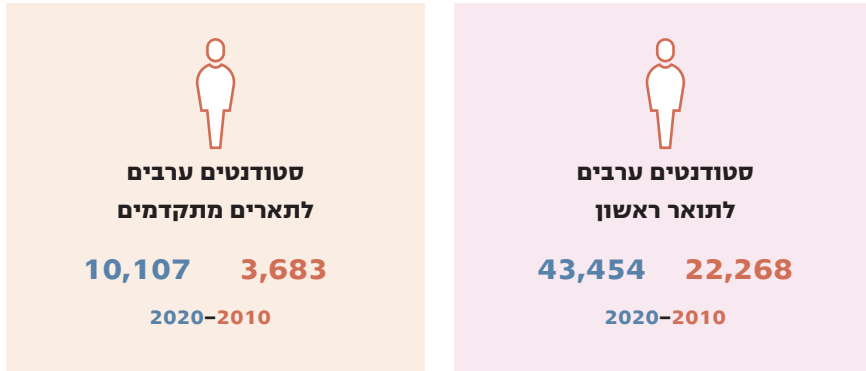 סטודנטים ערבים
לתואר ראשון
22,268 43,454
2010–2020
סטודנטים ערבים
לתארים מתקדמים
3,683 10,107
2010–2020